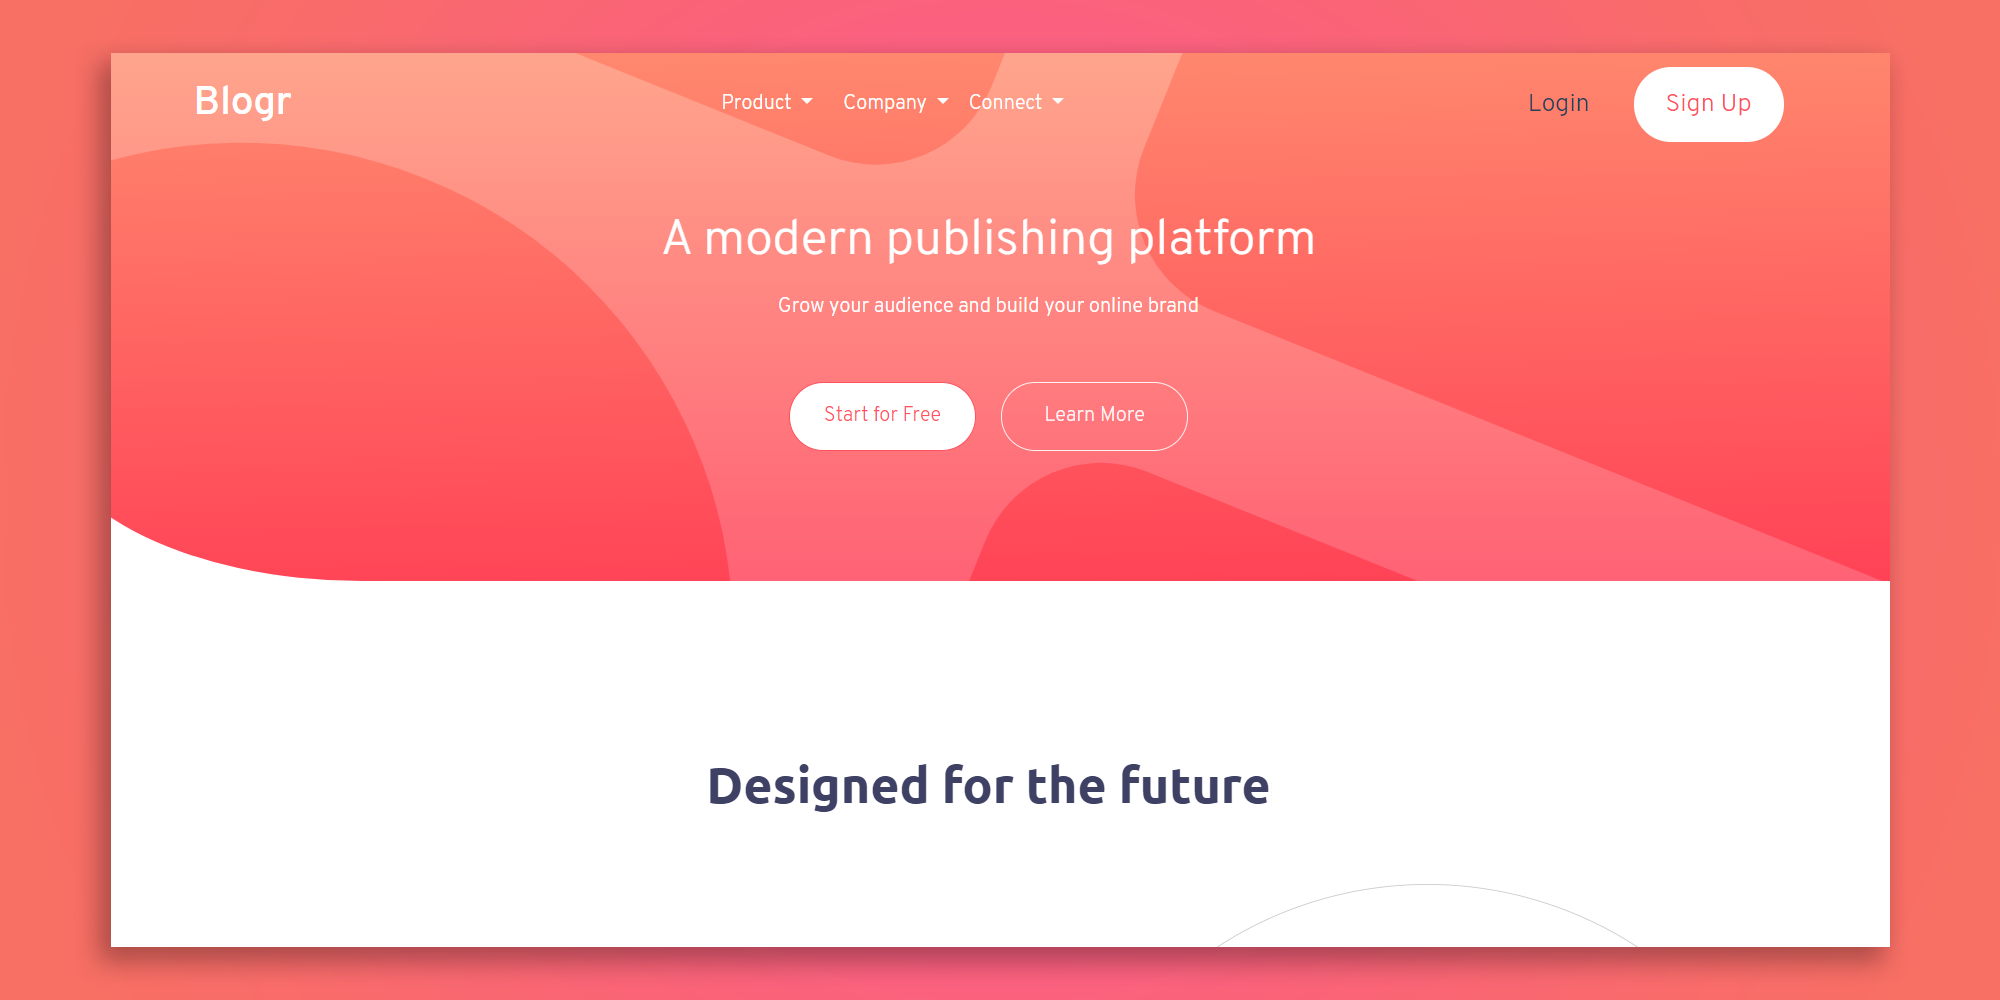 Blogr Product Company Connect Login Sign Up
A modern publishing platform
Grow your audience and build your online brand
Start for Free Learn More
Designed for the future